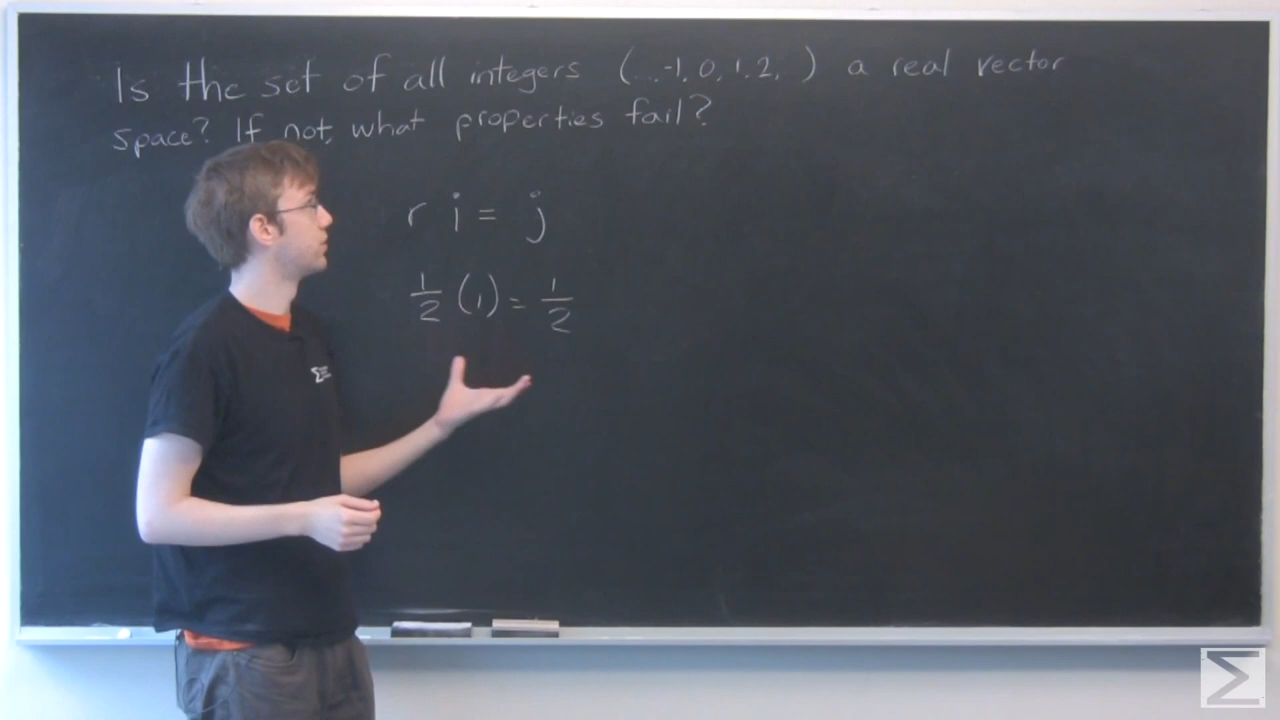 Is the set of all integers (...-1, 0, 1, 2, ) a real vector
space? If not, what properties fail?
r i = j
1/2 (1) = 1/2
Σ
Σ